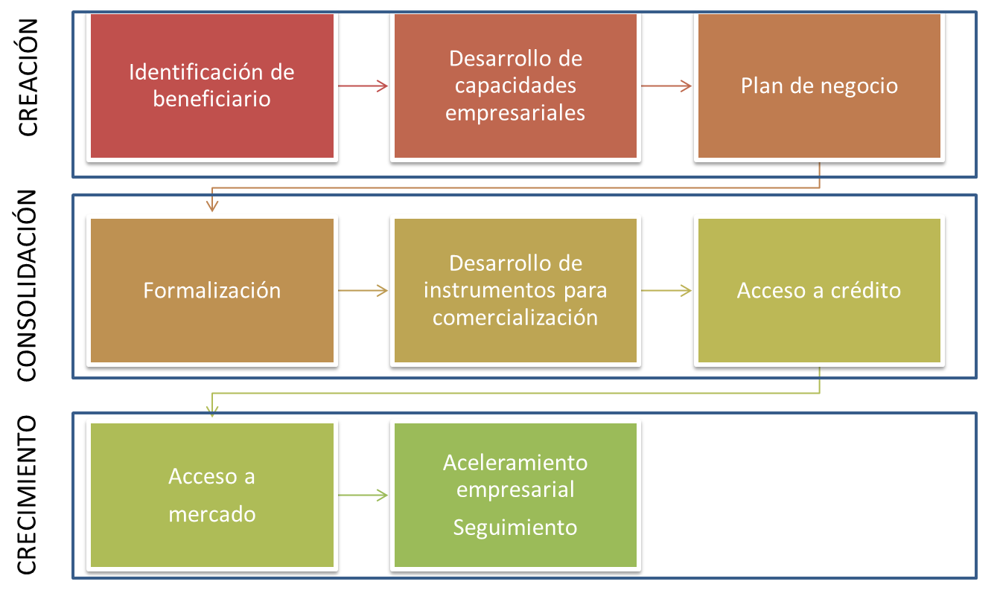 CREACIÓN
Identificación de
beneficiario
Desarrollo de
capacidades
empresariales
Plan de negocio
CONSOLIDACIÓN
Formalización
Desarrollo de
instrumentos para
comercialización
Acceso a crédito
CRECIMIENTO
Acceso a
mercado
Aceleramiento
empresarial
Seguimiento